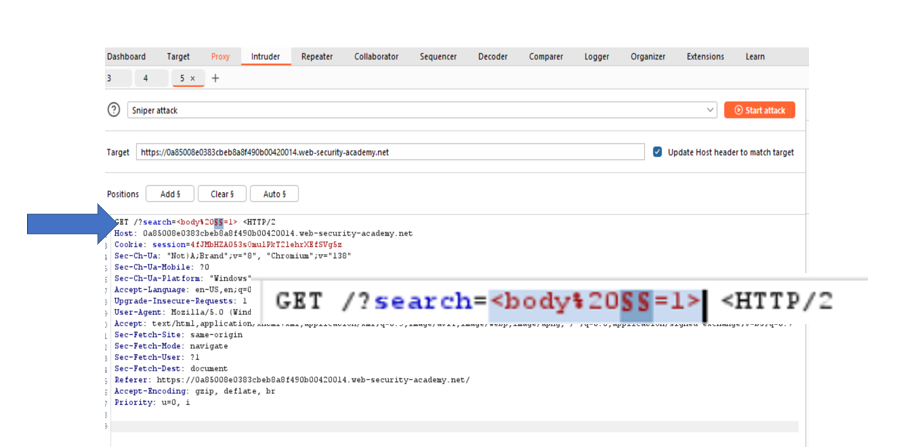 Dashboard Target Proxy Intruder Repeater Collaborator Sequencer Decoder Comparer Logger Organizer Extensions Learn
3 4 5 × +
? Sniper attack Start attack
Target https://0a85008e0383cbeb8a8f490b00420014.web-security-academy.net Update Host header to match target
Positions Add § Clear § Auto §
GET /?search=<body%20§§=1> <HTTP/2
Host: 0a85008e0383cbeb8a8f490b00420014.web-security-academy.net
Cookie: session=
Sec-Ch-Ua: "Not)A;Brand";v="8", "Chromium";v="138"
Sec-Ch-Ua-Mobile: ?0
Sec-Ch-Ua-Platform: "Windows"
Accept-Language: en-US,en;q=0
Upgrade-Insecure-Requests: 1
GET /?search=<body%20§§=1> <HTTP/2
User-Agent: Mozilla/5.0 (Wind
Accept: text/html,application/
Sec-Fetch-Site: same-origin
Sec-Fetch-Mode: navigate
Sec-Fetch-User: ?1
Sec-Fetch-Dest: document
Referer: https://0a85008e0383cbeb8a8f490b00420014.web-security-academy.net/
Accept-Encoding: gzip, deflate, br
Priority: u=0, i